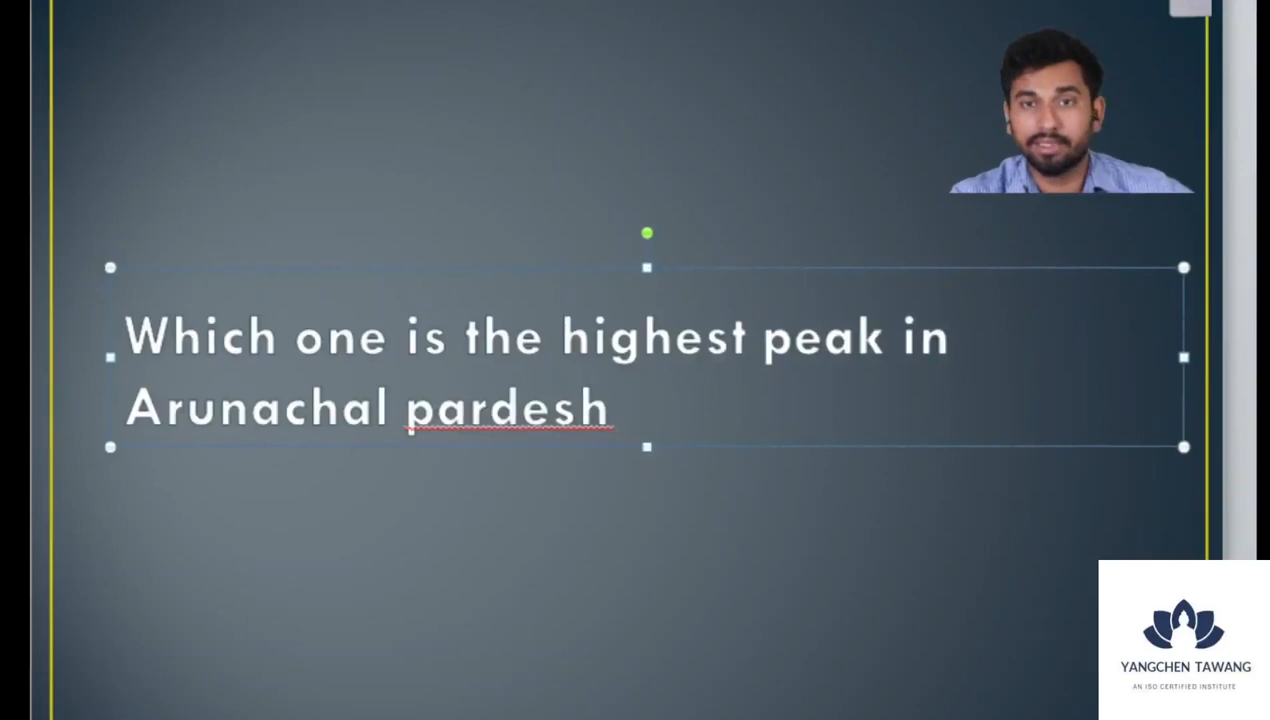 Which one is the highest peak in
Arunachal pardesh
YANGCHEN TAWANG
AN ISO CERTIFIED INSTITUTE